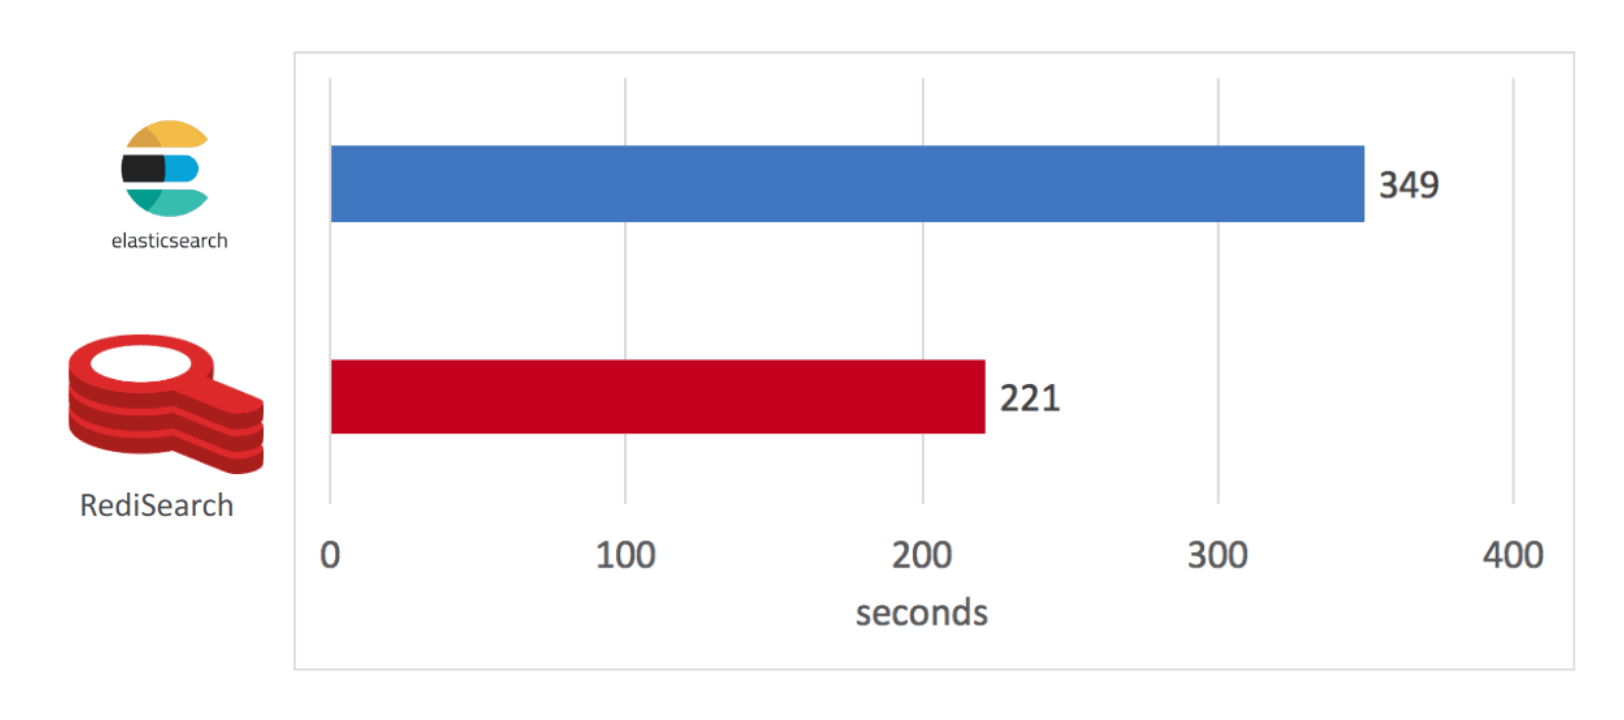 elasticsearch
349
RediSearch
221
0 100 200 300 400
seconds